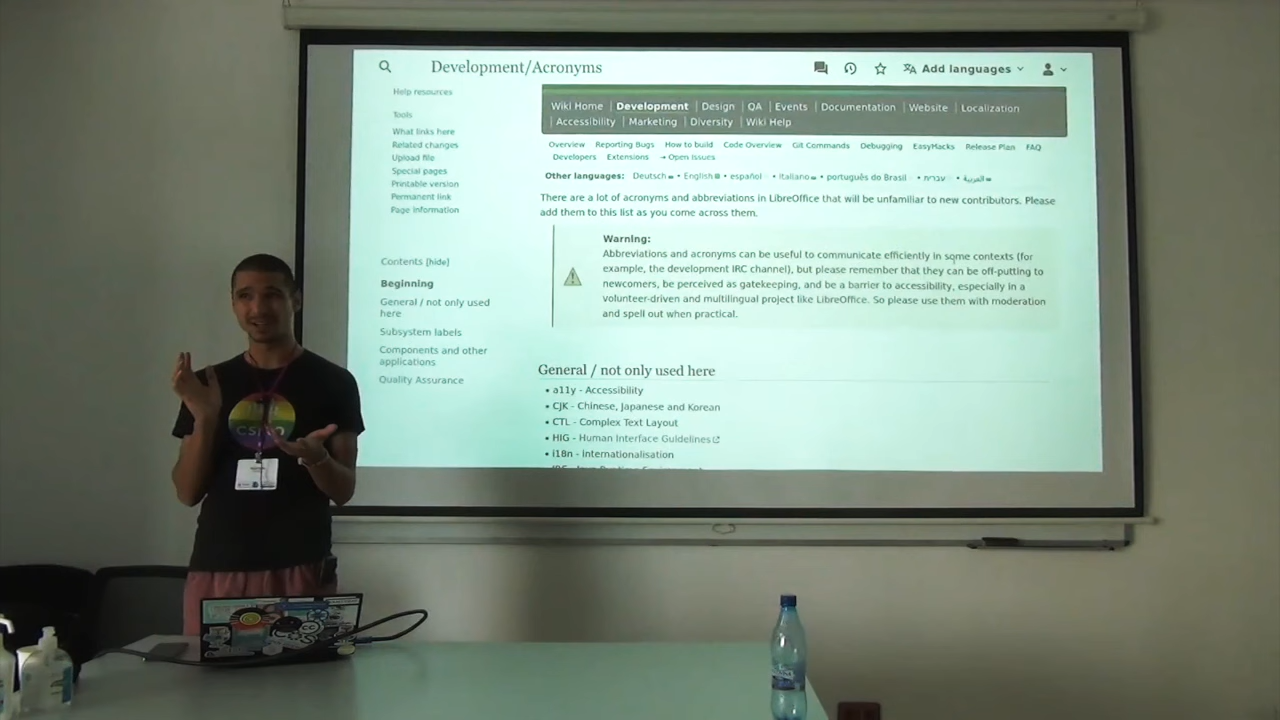 Development/Acronyms
Add languages
Help resources
Tools
What links here
Related changes
Upload file
Special pages
Printable version
Permanent link
Page information
Contents [hide]
Beginning
General / not only used
here
Subsystem labels
Components and other
applications
Quality Assurance
Wiki Home | Development | Design | QA | Events | Documentation | Website | Localization
| Accessibility | Marketing | Diversity | Wiki Help
Overview Reporting Bugs How to build Code Overview Git Commands Debugging EasyHacks Release Plan FAQ
Developers Extensions → Open Issues
Other languages: Deutsch • English • español • italiano • português do Brasil • עברית • العربية
There are a lot of acronyms and abbreviations in LibreOffice that will be unfamiliar to new contributors. Please
add them to this list as you come across them.
Warning:
Abbreviations and acronyms can be useful to communicate efficiently in some contexts (for
example, the development IRC channel), but please remember that they can be off-putting to
newcomers, be perceived as gatekeeping, and be a barrier to accessibility, especially in a
volunteer-driven and multilingual project like LibreOffice. So please use them with moderation
and spell out when practical.
General / not only used here
• a11y - Accessibility
• CJK - Chinese, Japanese and Korean
• CTL - Complex Text Layout
• HIG - Human Interface Guidelines
• i18n - Internationalisation